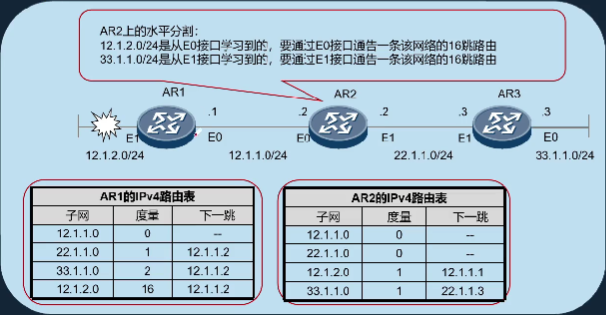 AR2上的水平分割:
12.1.2.0/24是从E0接口学习到的，要通过E0接口通告一条该网络的16跳路由
33.1.1.0/24是从E1接口学习到的，要通过E1接口通告一条该网络的16跳路由
AR1 AR2 AR3
.1 .2 .2 .3 .3
E1 E0 E0 E1 E1 E0
12.1.2.0/24 12.1.1.0/24 22.1.1.0/24 33.1.1.0/24
AR1的IPv4路由表
子网 度量 下一跳
12.1.1.0 0 --
22.1.1.0 1 12.1.1.2
33.1.1.0 2 12.1.1.2
12.1.2.0 16 12.1.1.2
AR2的IPv4路由表
子网 度量 下一跳
12.1.1.0 0 --
22.1.1.0 0 --
12.1.2.0 1 12.1.1.1
33.1.1.0 1 22.1.1.3